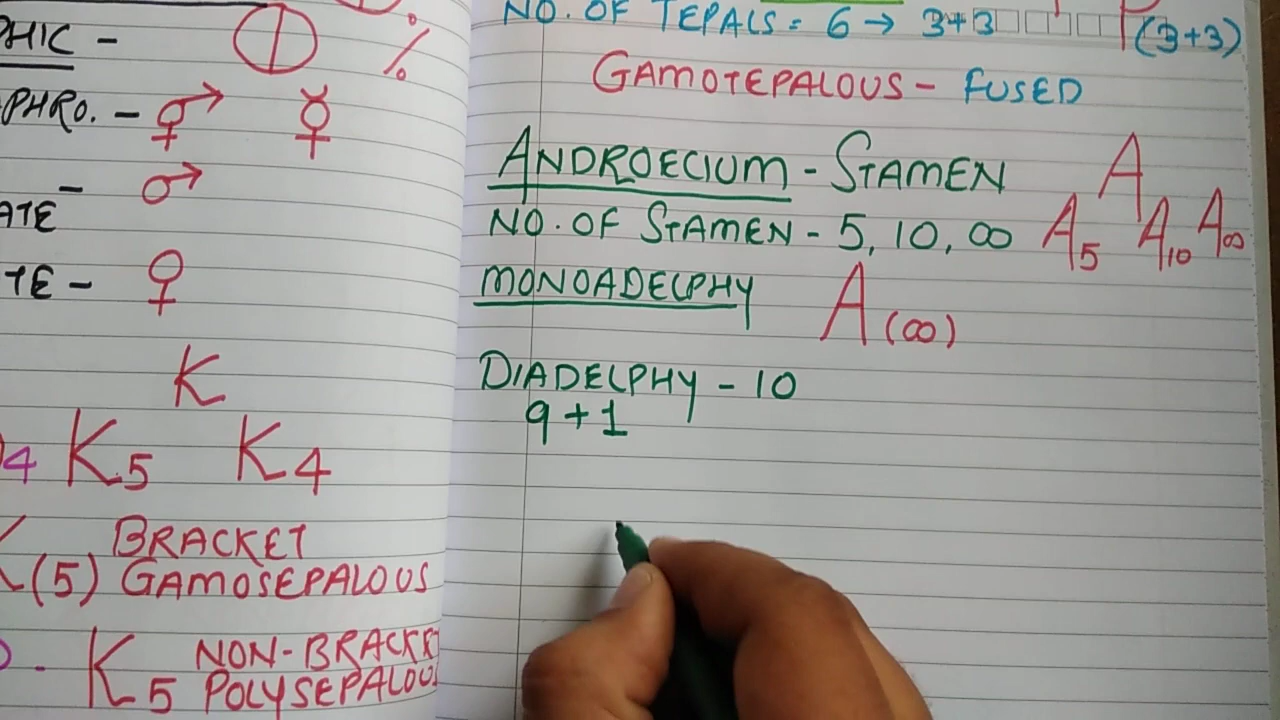 PHIC -
PHRO. -
-
ATE
TE -
K
4 K5 K4
BRACKET
K(5) GAMOSEPALOUS
- K5 NON-BRACKET
POLYSEPALOUS
NO. OF TEPALS = 6 → 3+3 P(3+3)
GAMOTEPALOUS - FUSED
ANDROECIUM - STAMEN A
NO. OF STAMEN - 5, 10, ∞ A5 A10 A∞
MONOADELPHY A(∞)
DIADELPHY - 10
9 + 1